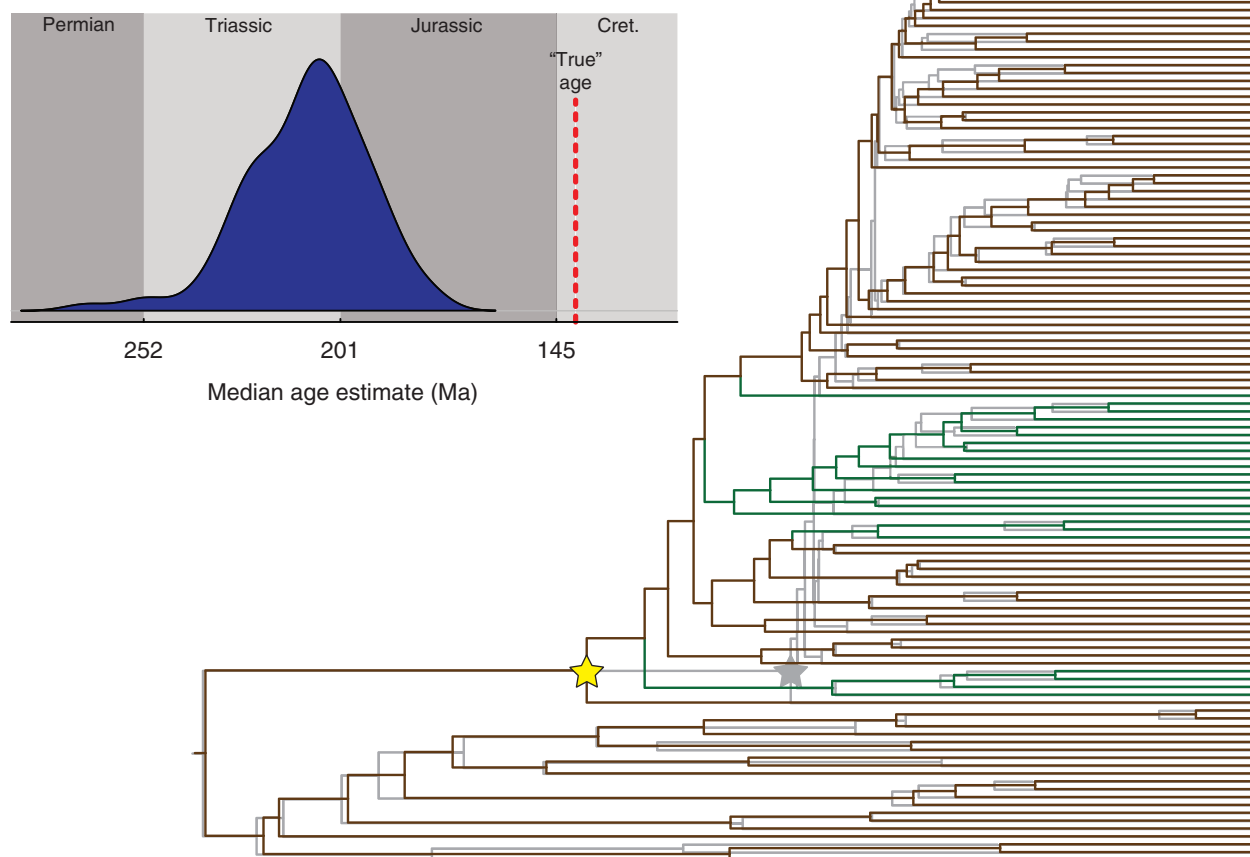 Permian Triassic Jurassic Cret.
“True”
age
252 201 145
Median age estimate (Ma)